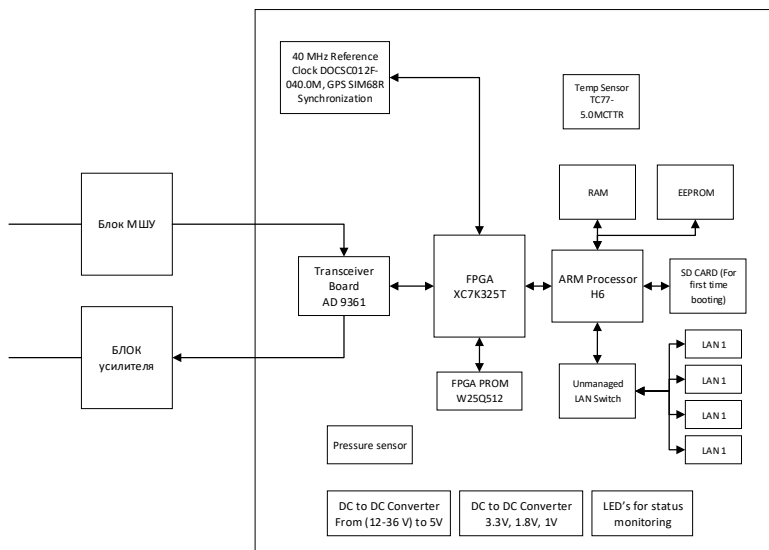 40 MHz Reference
Clock DOCSC012F-
040.0M, GPS SIM68R
Synchronization
Temp Sensor
TC77-
5.0MCTTR
Блок МШУ
RAM
EEPROM
Transceiver
Board
AD 9361
FPGA
XC7K325T
ARM Processor
H6
SD CARD (For
first time
booting)
БЛОК
усилителя
FPGA PROM
W25Q512
Unmanaged
LAN Switch
LAN 1
LAN 1
LAN 1
LAN 1
Pressure sensor
DC to DC Converter
From (12-36 V) to 5V
DC to DC Converter
3.3V, 1.8V, 1V
LED's for status
monitoring